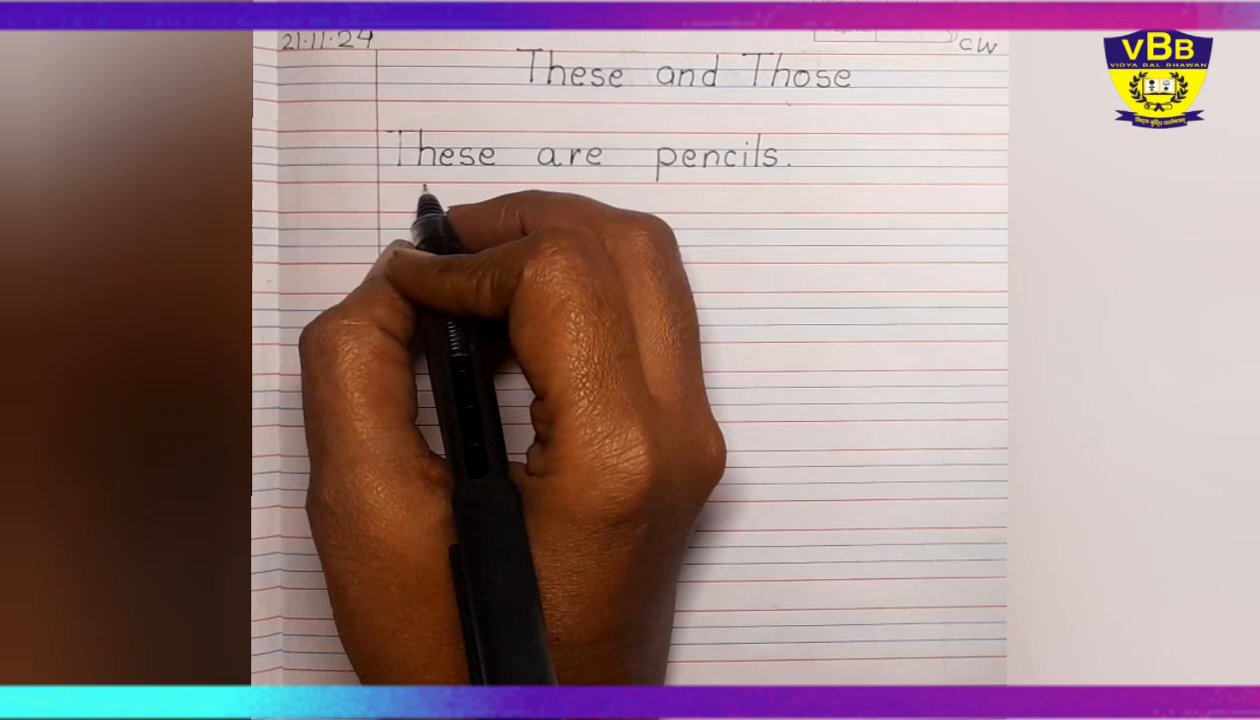 21·11·24
CW
These and Those
These are pencils.
VBB
VIDYA BAL BHAWAN